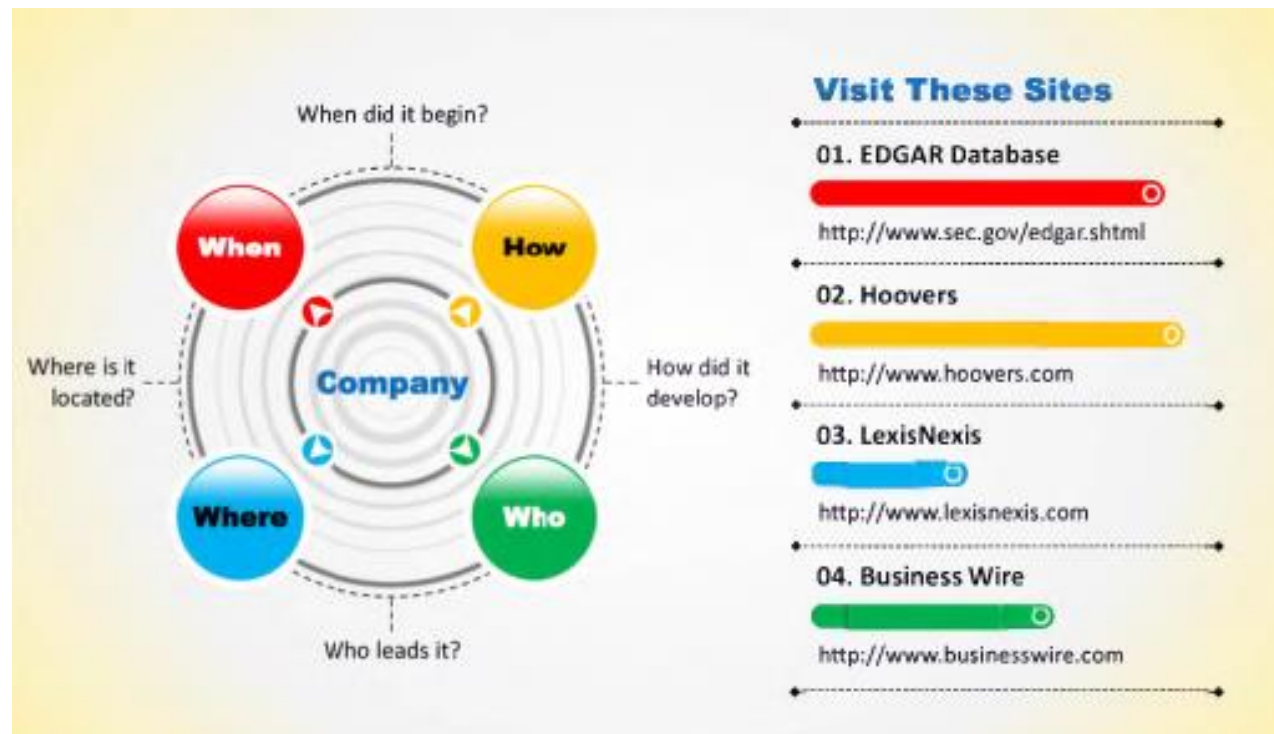 When did it begin?
When
How
Where is it
located?
Company
How did it
develop?
Where
Who
Who leads it?
Visit These Sites
01. EDGAR Database
http://www.sec.gov/edgar.shtml
02. Hoovers
http://www.hoovers.com
03. LexisNexis
http://www.lexisnexis.com
04. Business Wire
http://www.businesswire.com